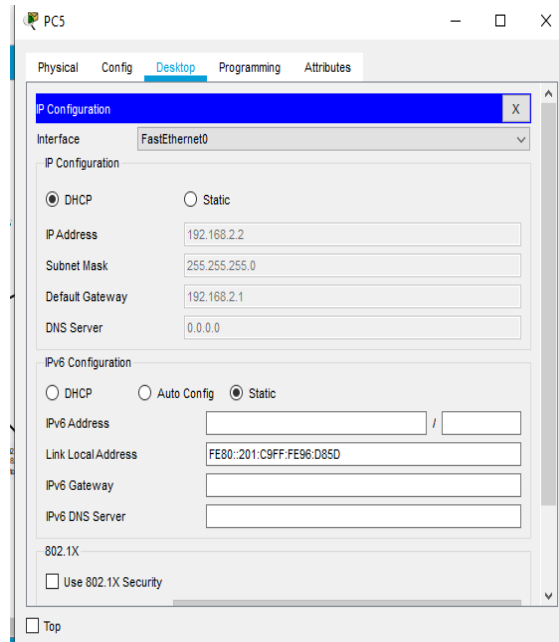 PC5
Physical Config Desktop Programming Attributes
IP Configuration X
Interface FastEthernet0
IP Configuration
DHCP Static
IP Address 192.168.2.2
Subnet Mask 255.255.255.0
Default Gateway 192.168.2.1
DNS Server 0.0.0.0
IPv6 Configuration
DHCP Auto Config Static
IPv6 Address /
Link Local Address FE80::201:C9FF:FE96:D85D
IPv6 Gateway
IPv6 DNS Server
802.1X
Use 802.1X Security
Top